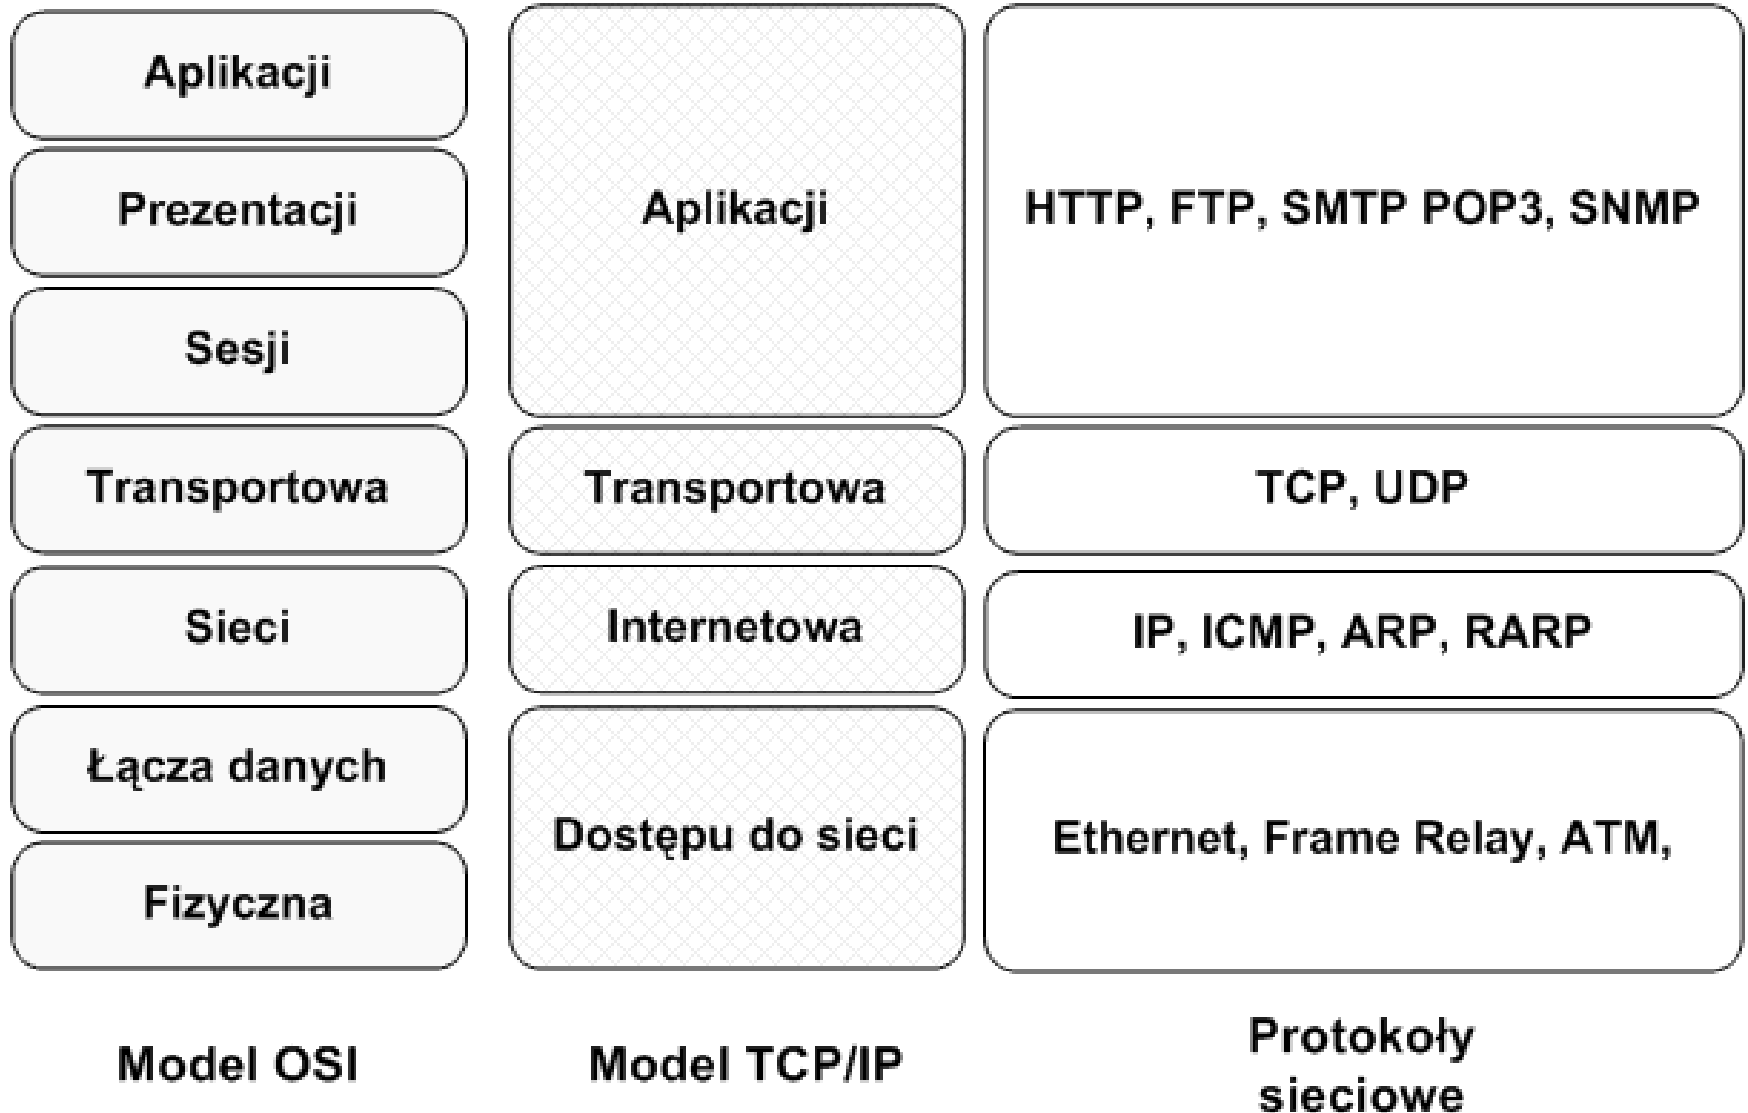 Aplikacji
Prezentacji
Sesji
Transportowa
Sieci
Łącza danych
Fizyczna
Model OSI
Aplikacji
Transportowa
Internetowa
Dostępu do sieci
Model TCP/IP
HTTP, FTP, SMTP POP3, SNMP
TCP, UDP
IP, ICMP, ARP, RARP
Ethernet, Frame Relay, ATM,
Protokoły
sieciowe